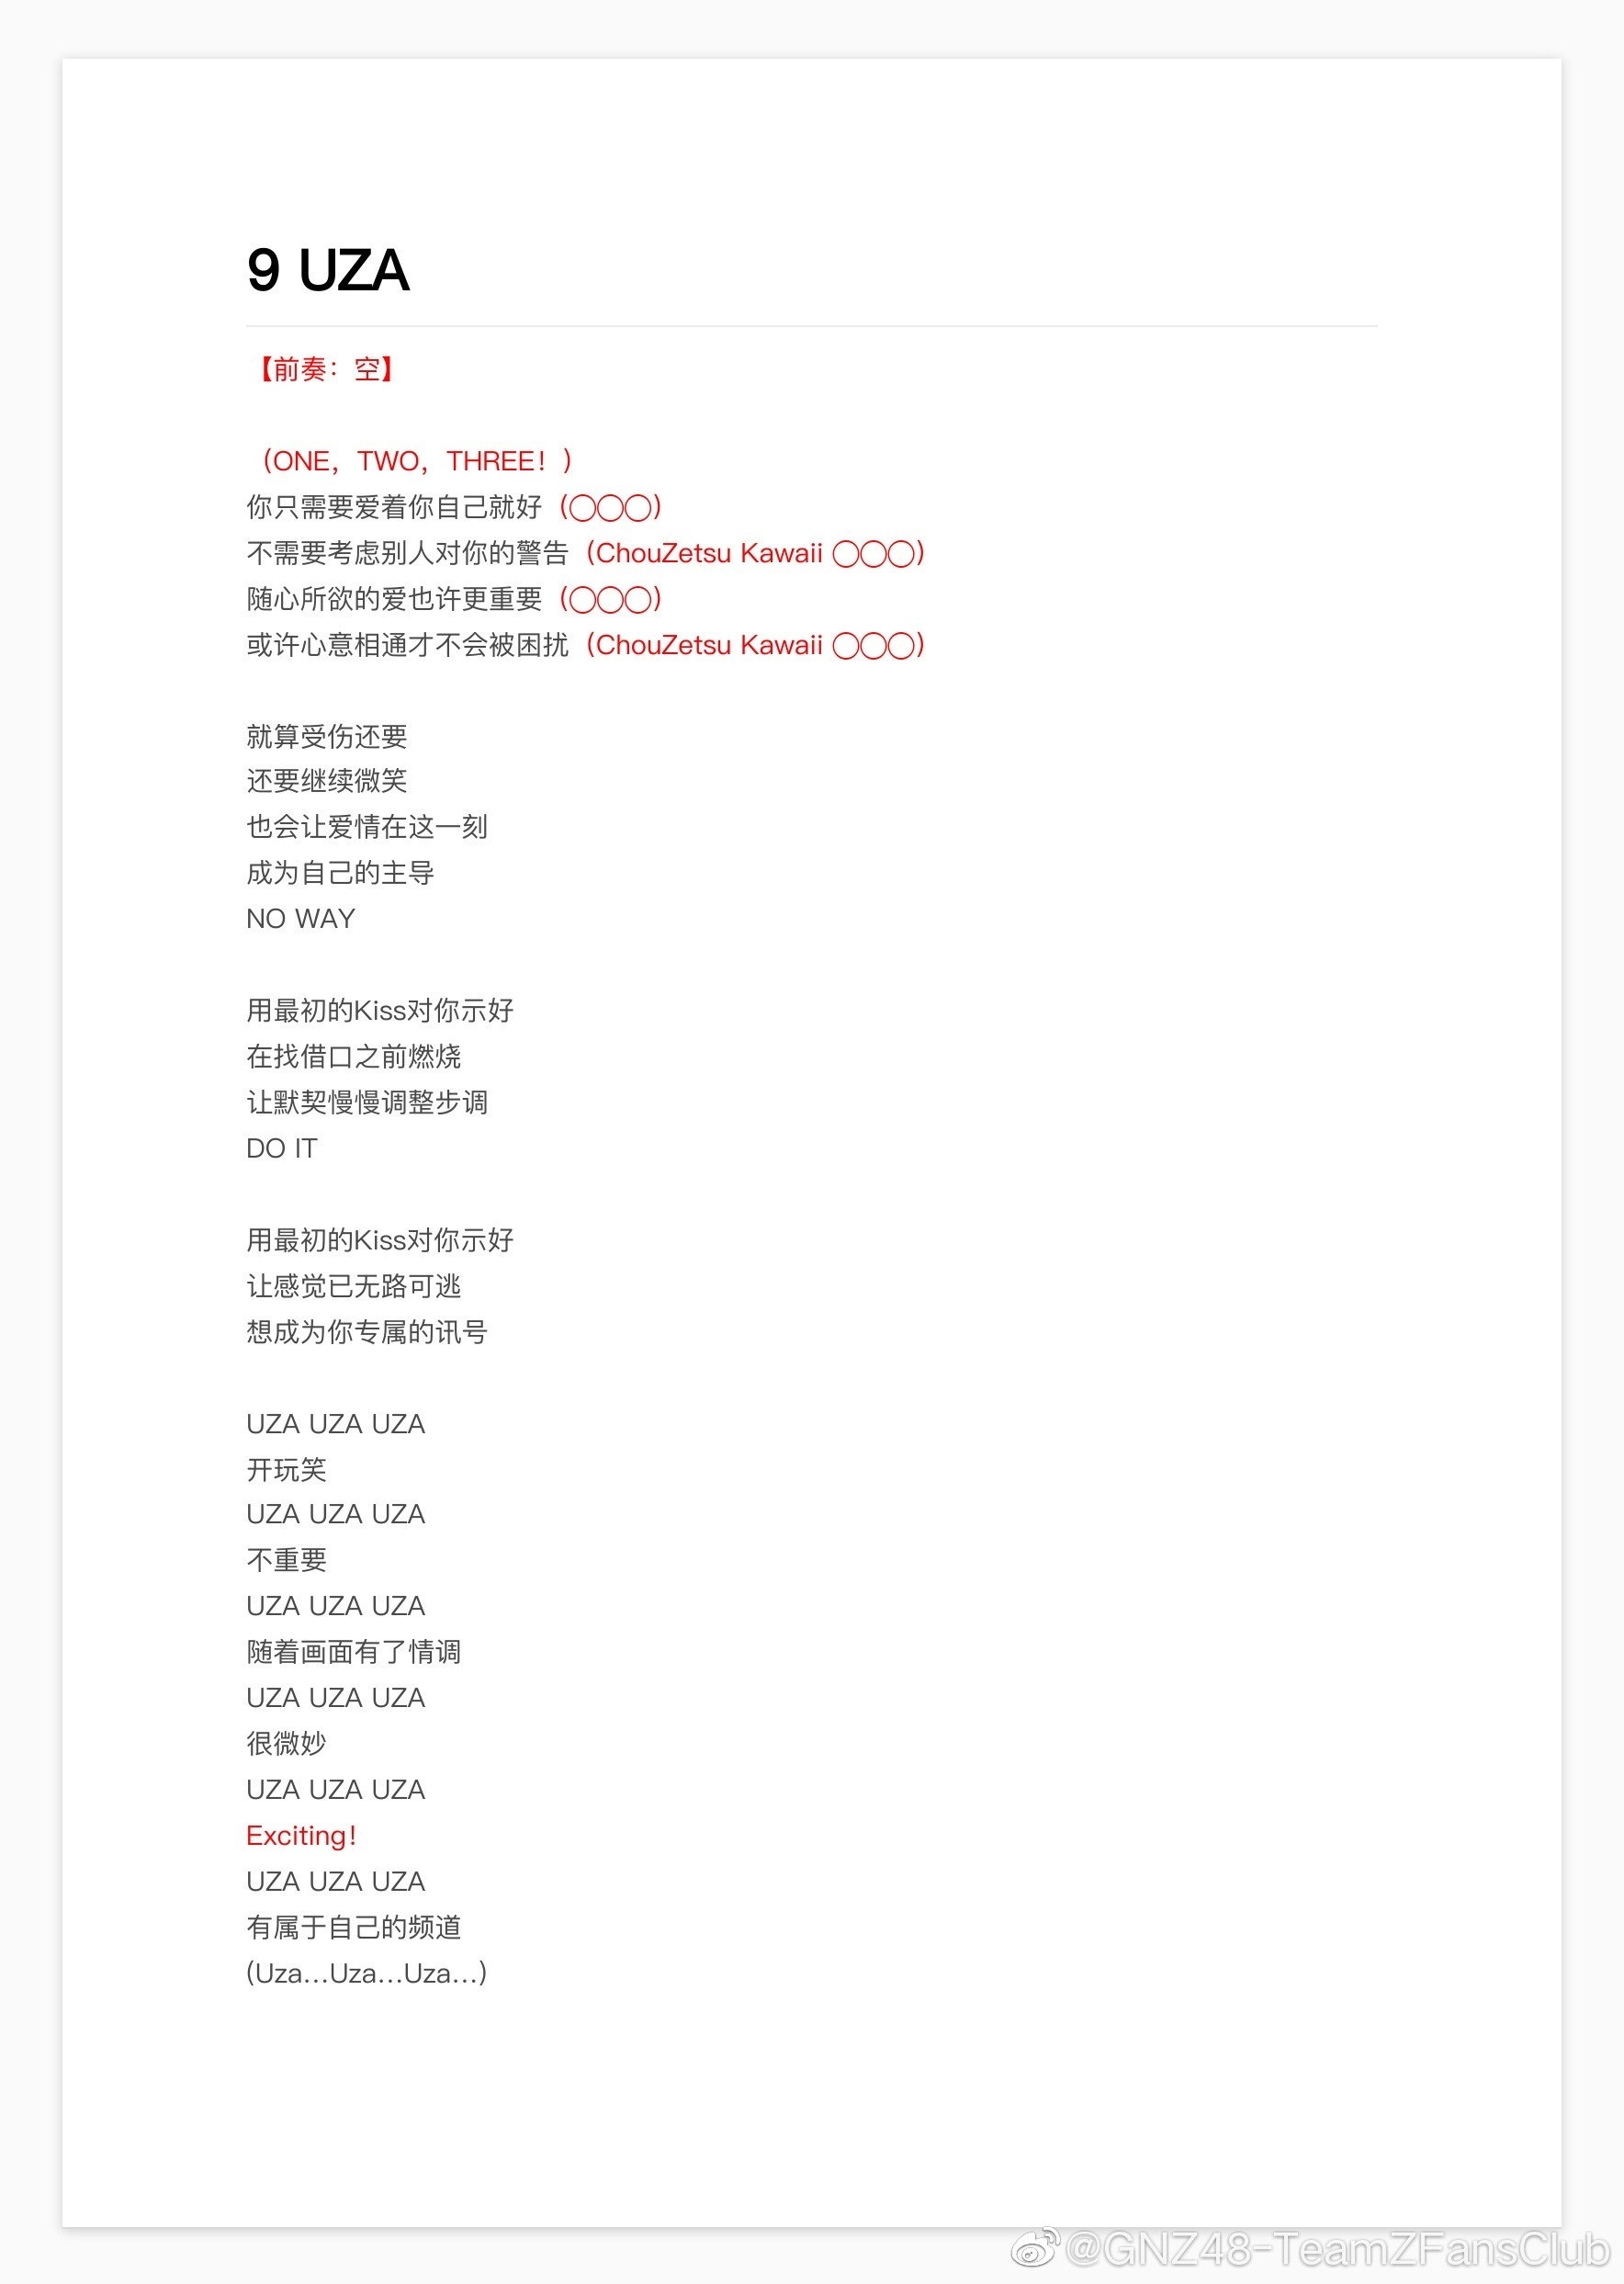 9 UZA
【前奏：空】
（ONE，TWO，THREE！）
你只需要爱着你自己就好（◯◯◯）
不需要考虑别人对你的警告（ChouZetsu Kawaii ◯◯◯）
随心所欲的爱也许更重要（◯◯◯）
或许心意相通才不会被困扰（ChouZetsu Kawaii ◯◯◯）
就算受伤还要
还要继续微笑
也会让爱情在这一刻
成为自己的主导
NO WAY
用最初的Kiss对你示好
在找借口之前燃烧
让默契慢慢调整步调
DO IT
用最初的Kiss对你示好
让感觉已无路可逃
想成为你专属的讯号
UZA UZA UZA
开玩笑
UZA UZA UZA
不重要
UZA UZA UZA
随着画面有了情调
UZA UZA UZA
很微妙
UZA UZA UZA
Exciting！
UZA UZA UZA
有属于自己的频道
(Uza...Uza...Uza...)
@GNZ48-TeamZFansClub